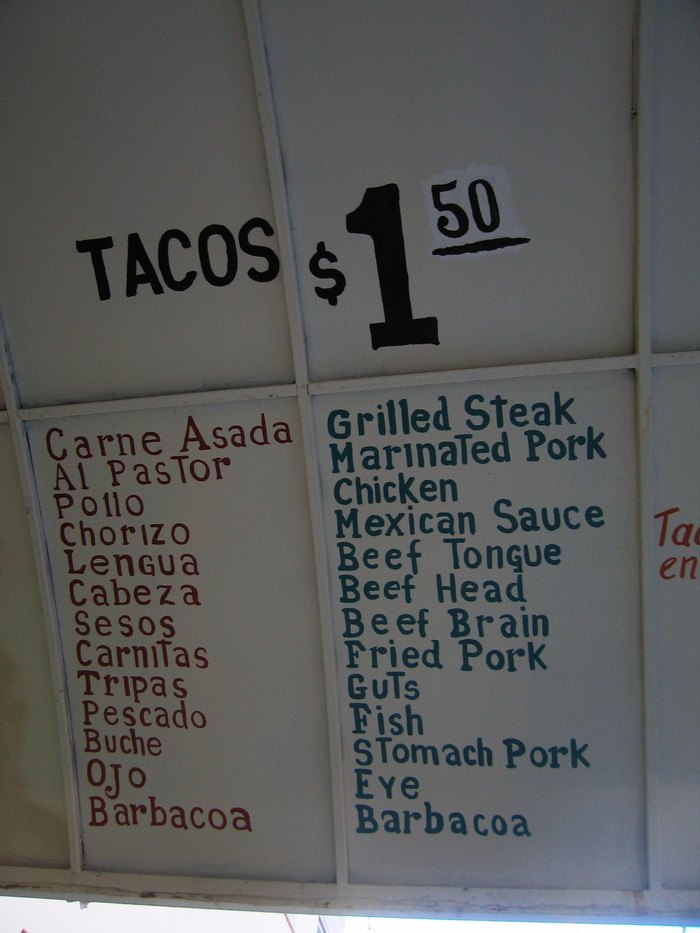 TACOS $1 50
Carne Asada
Al Pastor
Pollo
Chorizo
Lengua
Cabeza
Sesos
Carnitas
Tripas
Pescado
Buche
Ojo
Barbacoa
Grilled Steak
Marinated Pork
Chicken
Mexican Sauce
Beef Tongue
Beef Head
Beef Brain
Fried Pork
Guts
Fish
Stomach Pork
Eye
Barbacoa
en